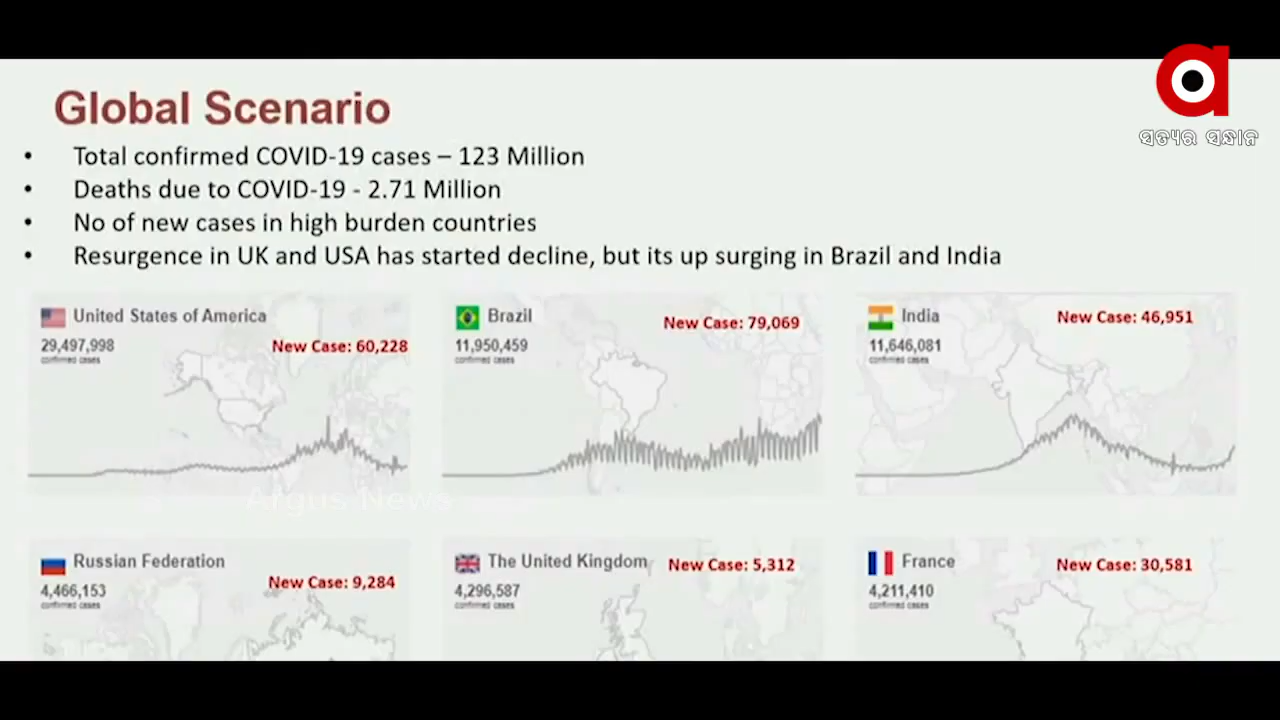 ସତ୍ୟର ସନ୍ଧାନ
Global Scenario
• Total confirmed COVID-19 cases – 123 Million
• Deaths due to COVID-19 - 2.71 Million
• No of new cases in high burden countries
• Resurgence in UK and USA has started decline, but its up surging in Brazil and India
United States of America
29,497,998
confirmed cases
New Case: 60,228
Brazil
11,950,459
confirmed cases
New Case: 79,069
India
11,646,081
confirmed cases
New Case: 46,951
Argus News
Russian Federation
4,466,153
confirmed cases
New Case: 9,284
The United Kingdom
4,296,587
confirmed cases
New Case: 5,312
France
4,211,410
confirmed cases
New Case: 30,581